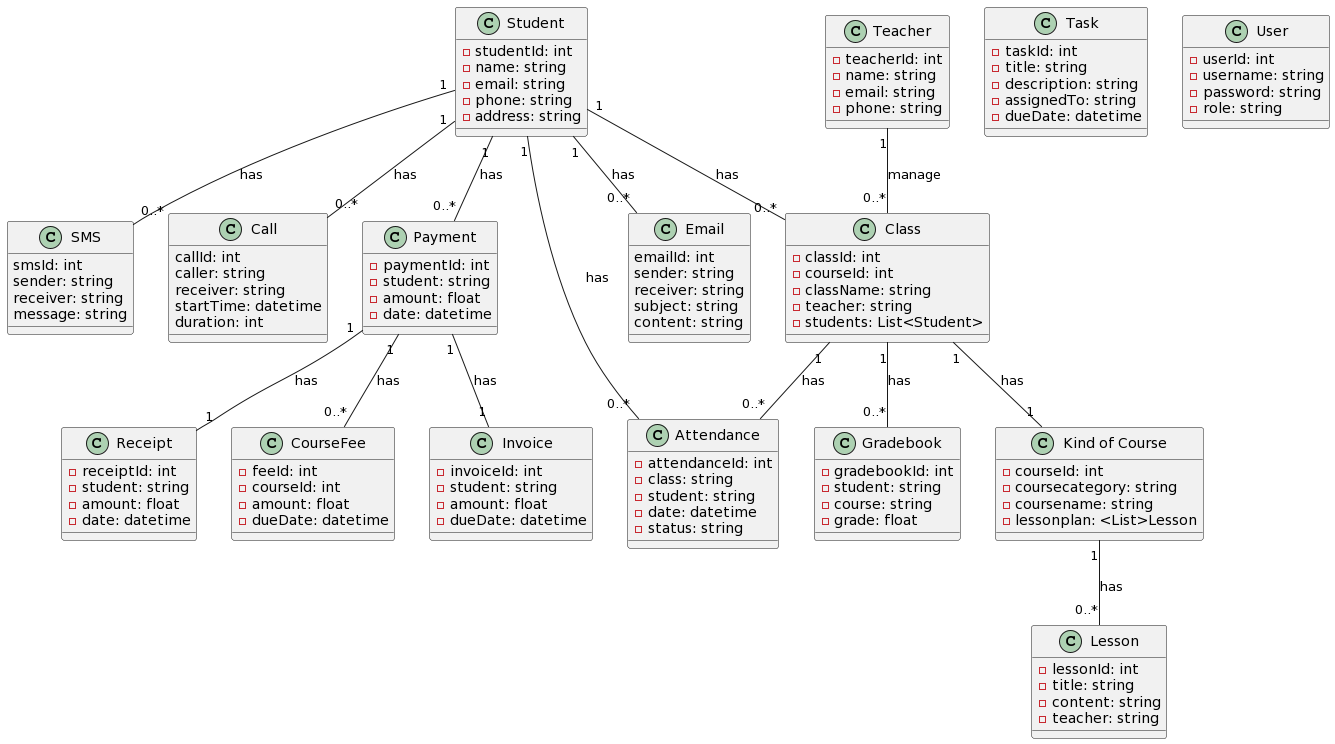 C Student
studentId: int
name: string
email: string
phone: string
address: string
C Teacher
teacherId: int
name: string
email: string
phone: string
C Task
taskId: int
title: string
description: string
assignedTo: string
dueDate: datetime
C User
userId: int
username: string
password: string
role: string
1
1
1
1
1
1
1
has
has
has
has
has
has
manage
0..*
0..*
0..*
0..*
0..*
0..*
0..*
C SMS
smsId: int
sender: string
receiver: string
message: string
C Call
callId: int
caller: string
receiver: string
startTime: datetime
duration: int
C Payment
paymentId: int
student: string
amount: float
date: datetime
C Email
emailId: int
sender: string
receiver: string
subject: string
content: string
C Class
classId: int
courseId: int
className: string
teacher: string
students: List<Student>
1
1
1
1
1
1
has
has
has
has
has
has
1
0..*
1
0..*
0..*
1
C Receipt
receiptId: int
student: string
amount: float
date: datetime
C CourseFee
feeId: int
courseId: int
amount: float
dueDate: datetime
C Invoice
invoiceId: int
student: string
amount: float
dueDate: datetime
C Attendance
attendanceId: int
class: string
student: string
date: datetime
status: string
C Gradebook
gradebookId: int
student: string
course: string
grade: float
C Kind of Course
courseId: int
coursecategory: string
coursename: string
lessonplan: <List>Lesson
1
has
0..*
C Lesson
lessonId: int
title: string
content: string
teacher: string